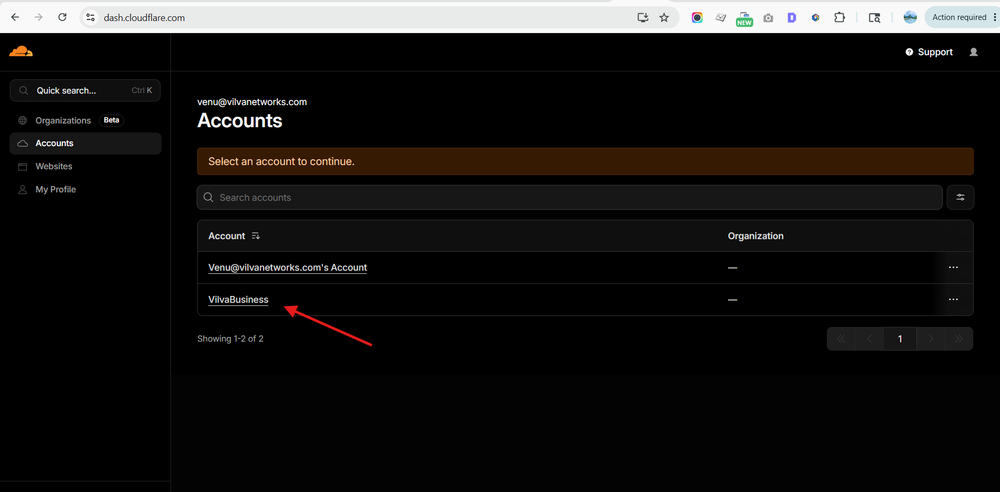 dash.cloudflare.com
NEW
Action required
Support
Quick search...
Ctrl K
Organizations
Beta
Accounts
Websites
My Profile
venu@vilvanetworks.com
Accounts
Select an account to continue.
Search accounts
Account
Organization
Venu@vilvanetworks.com's Account
—
VilvaBusiness
—
Showing 1-2 of 2
1